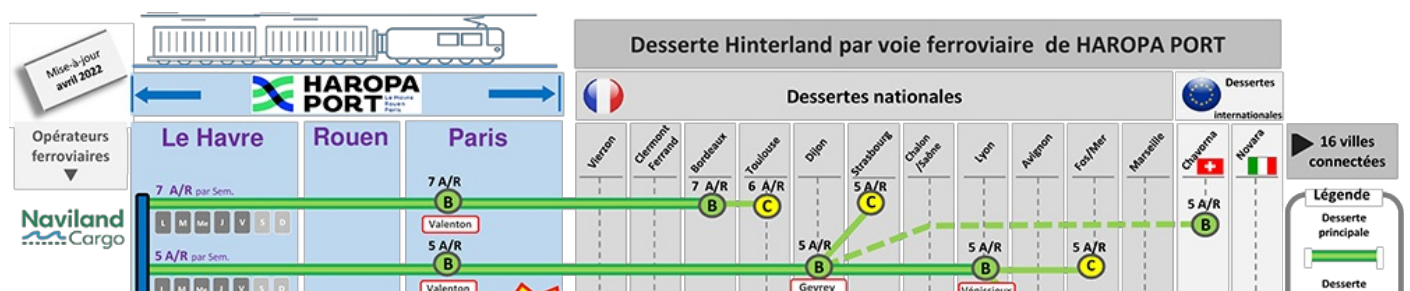 Mise-à-jour
avril 2022
Desserte Hinterland par voie ferroviaire de HAROPA PORT
HAROPA
PORT
Le Havre
Rouen
Paris
Dessertes nationales
Dessertes
internationales
Opérateurs
ferroviaires
Le Havre
Rouen
Paris
Vierzon
Clermont
Ferrand
Bordeaux
Toulouse
Dijon
Strasbourg
Chalon
/Saône
Lyon
Avignon
Fos/Mer
Marseille
Chavorna
Novara
16 villes
connectées
Naviland
Cargo
7 A/R par Sem.
7 A/R
7 A/R
6 A/R
5 A/R
B
B
C
C
L M Me J V S D
Valenton
5 A/R
B
5 A/R par Sem.
5 A/R
5 A/R
5 A/R
5 A/R
B
B
B
C
L M Me J V S D
Valenton
Gevrey
Vénissieux
Légende
Desserte
principale
Desserte